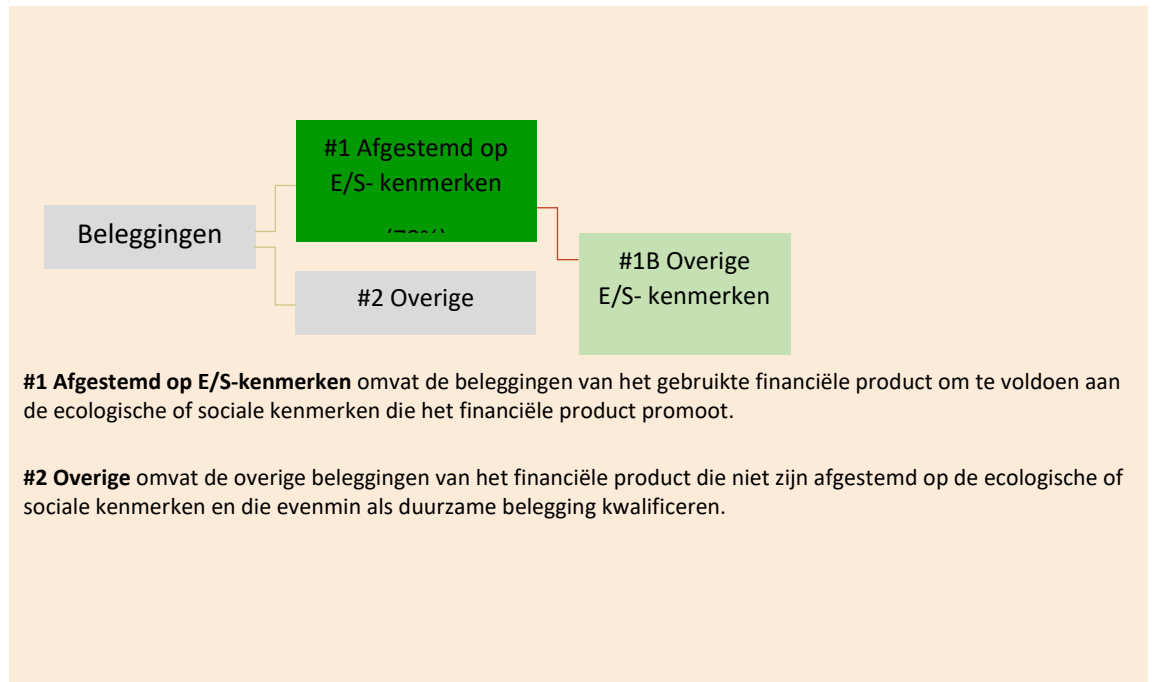 #1 Afgestemd op
E/S- kenmerken
Beleggingen
#2 Overige
#1B Overige
E/S- kenmerken
#1 Afgestemd op E/S-kenmerken omvat de beleggingen van het gebruikte financiële product om te voldoen aan
de ecologische of sociale kenmerken die het financiële product promoot.
#2 Overige omvat de overige beleggingen van het financiële product die niet zijn afgestemd op de ecologische of
sociale kenmerken en die evenmin als duurzame belegging kwalificeren.